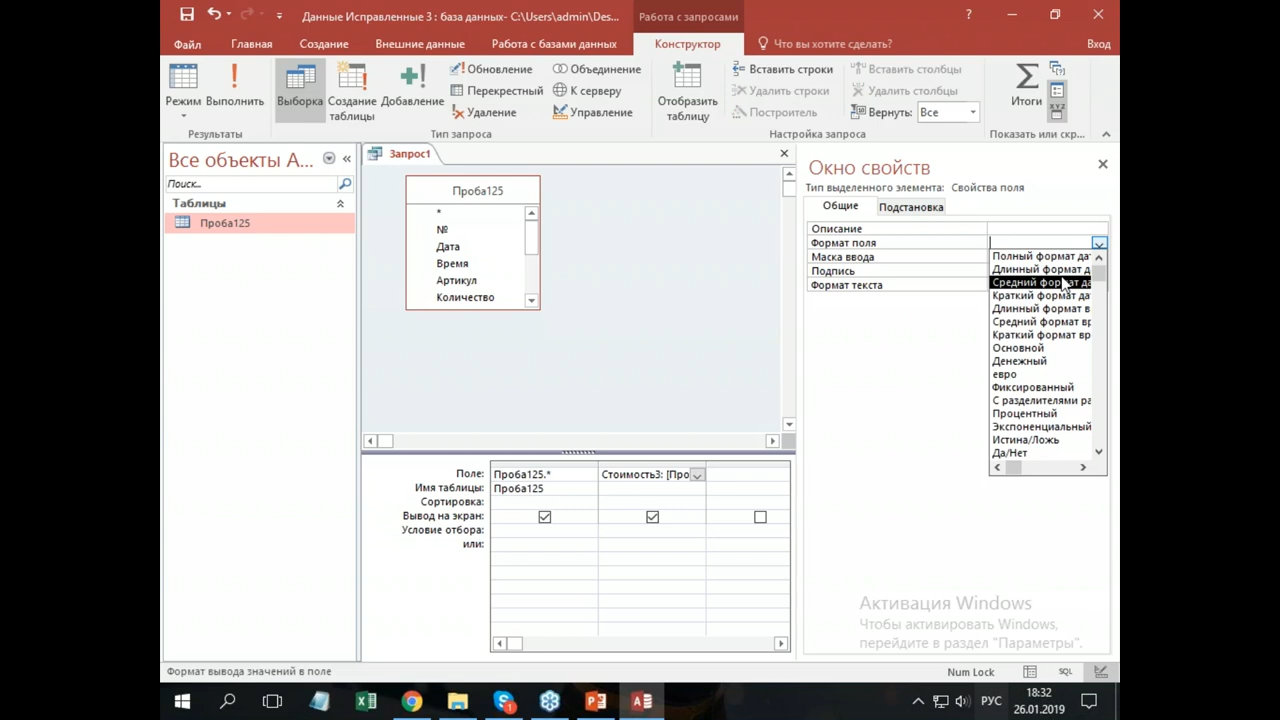 Данные Исправленные 3 : база данных- C:\Users\admin\Des...
Работа с запросами
?
Файл
Главная
Создание
Внешние данные
Работа с базами данных
Конструктор
Что вы хотите сделать?
Вход
Режим
Выполнить
Выборка
Создание таблицы
Добавление
Обновление
Перекрестный
Удаление
Объединение
К серверу
Управление
Отобразить таблицу
Вставить строки
Удалить строки
Построитель
Вставить столбцы
Удалить столбцы
Вернуть: Все
Итоги
Результаты
Тип запроса
Настройка запроса
Показать или скр...
Все объекты A...
Поиск...
Таблицы
Проба125
Запрос1
Проба125
*
№
Дата
Время
Артикул
Количество
Поле: Проба125.* Стоимость3: [Про
Имя таблицы: Проба125
Сортировка:
Вывод на экран:
Условие отбора:
или:
Окно свойств
Тип выделенного элемента: Свойства поля
Общие
Подстановка
Описание
Формат поля
Маска ввода
Подпись
Формат текста
Полный формат да
Длинный формат д
Средний формат да
Краткий формат да
Длинный формат в
Средний формат вр
Краткий формат вр
Основной
Денежный
евро
Фиксированный
С разделителями ра
Процентный
Экспоненциальный
Истина/Ложь
Да/Нет
Активация Windows
Чтобы активировать Windows,
перейдите в раздел "Параметры".
Формат вывода значений в поле
Num Lock
SQL
РУС
18:32
26.01.2019